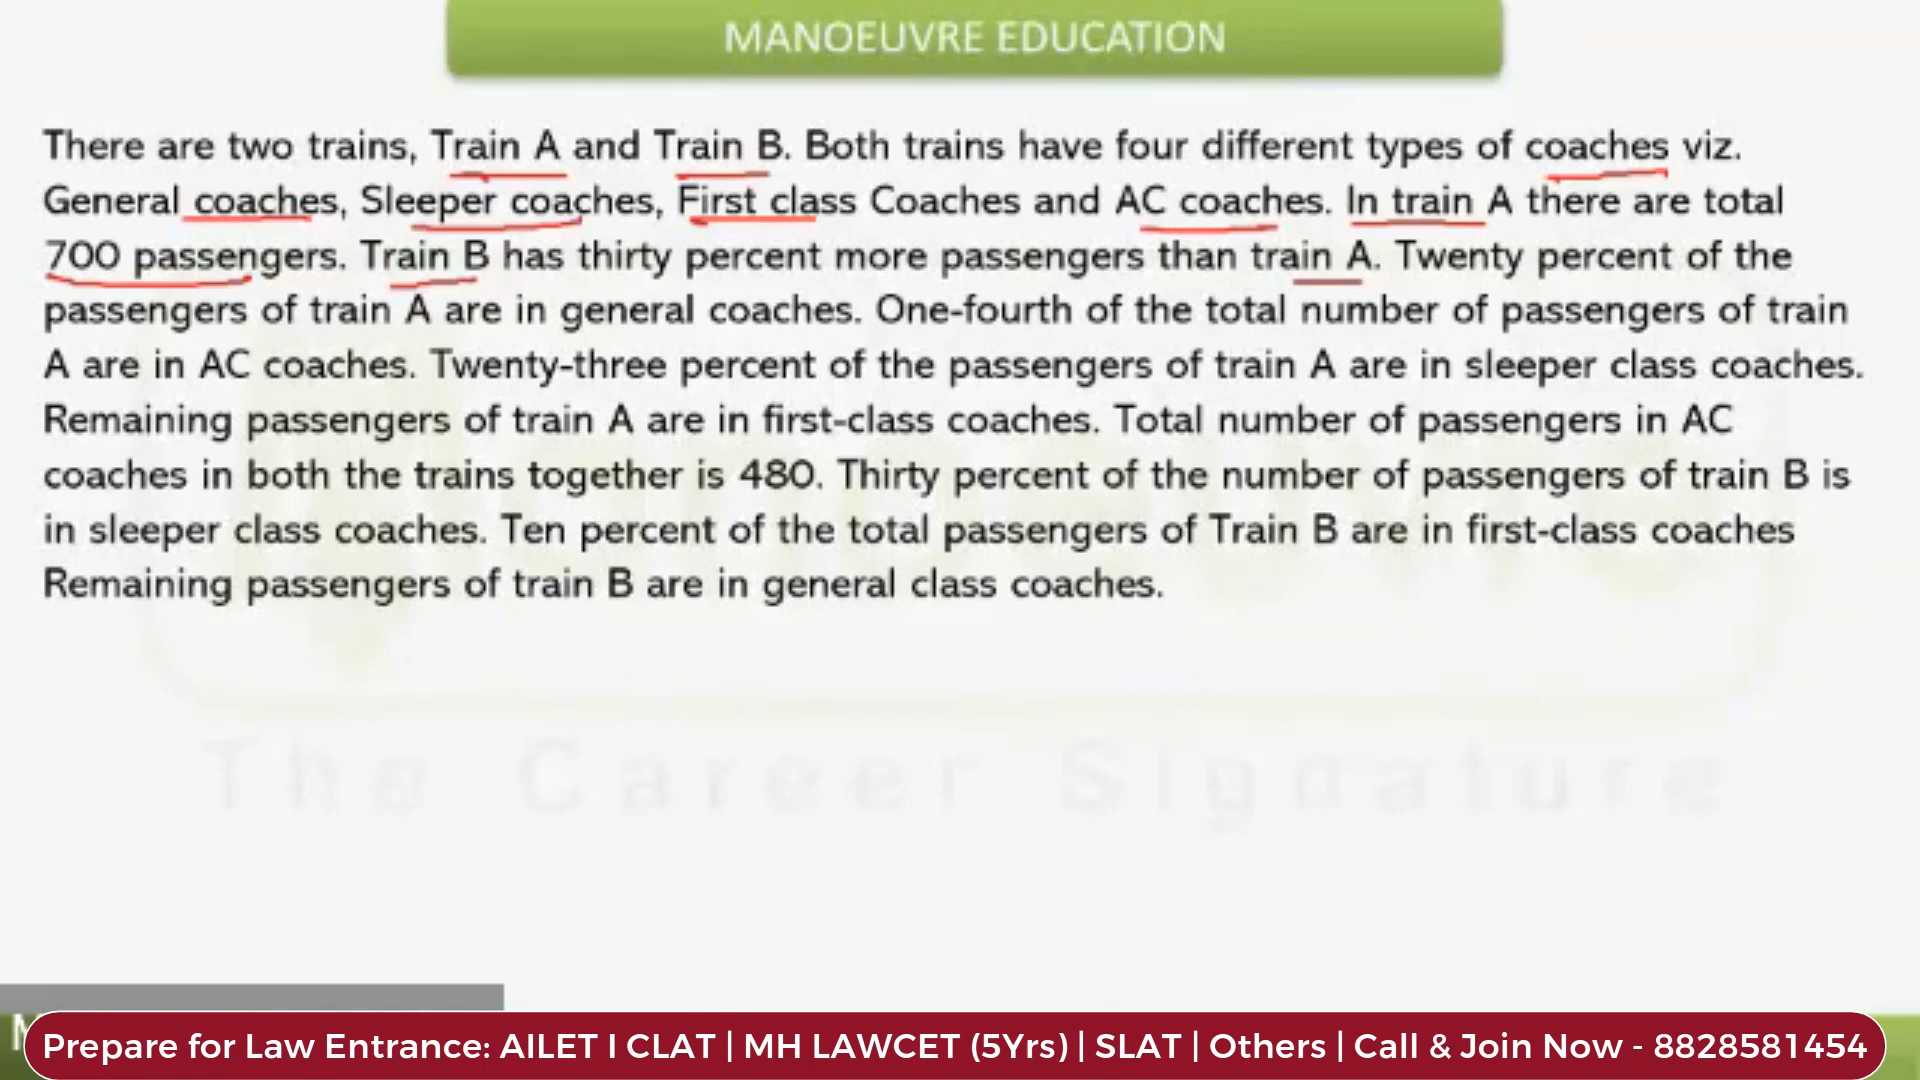 MANOEUVRE EDUCATION
There are two trains, Train A and Train B. Both trains have four different types of coaches viz.
General coaches, Sleeper coaches, First class Coaches and AC coaches. In train A there are total
700 passengers. Train B has thirty percent more passengers than train A. Twenty percent of the
passengers of train A are in general coaches. One-fourth of the total number of passengers of train
A are in AC coaches. Twenty-three percent of the passengers of train A are in sleeper class coaches.
Remaining passengers of train A are in first-class coaches. Total number of passengers in AC
coaches in both the trains together is 480. Thirty percent of the number of passengers of train B is
in sleeper class coaches. Ten percent of the total passengers of Train B are in first-class coaches
Remaining passengers of train B are in general class coaches.
The Career Signature
Prepare for Law Entrance: AILET I CLAT | MH LAWCET (5Yrs) | SLAT | Others | Call & Join Now - 8828581454